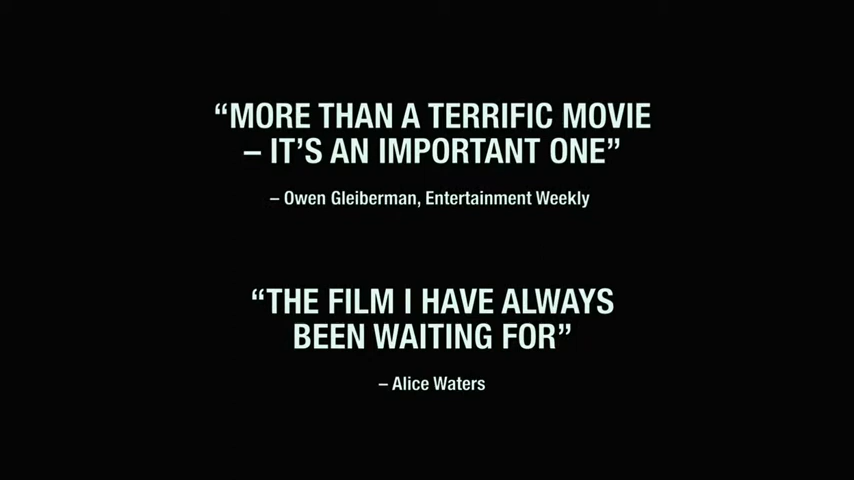 “MORE THAN A TERRIFIC MOVIE
– IT’S AN IMPORTANT ONE”
– Owen Gleiberman, Entertainment Weekly
“THE FILM I HAVE ALWAYS
BEEN WAITING FOR”
– Alice Waters